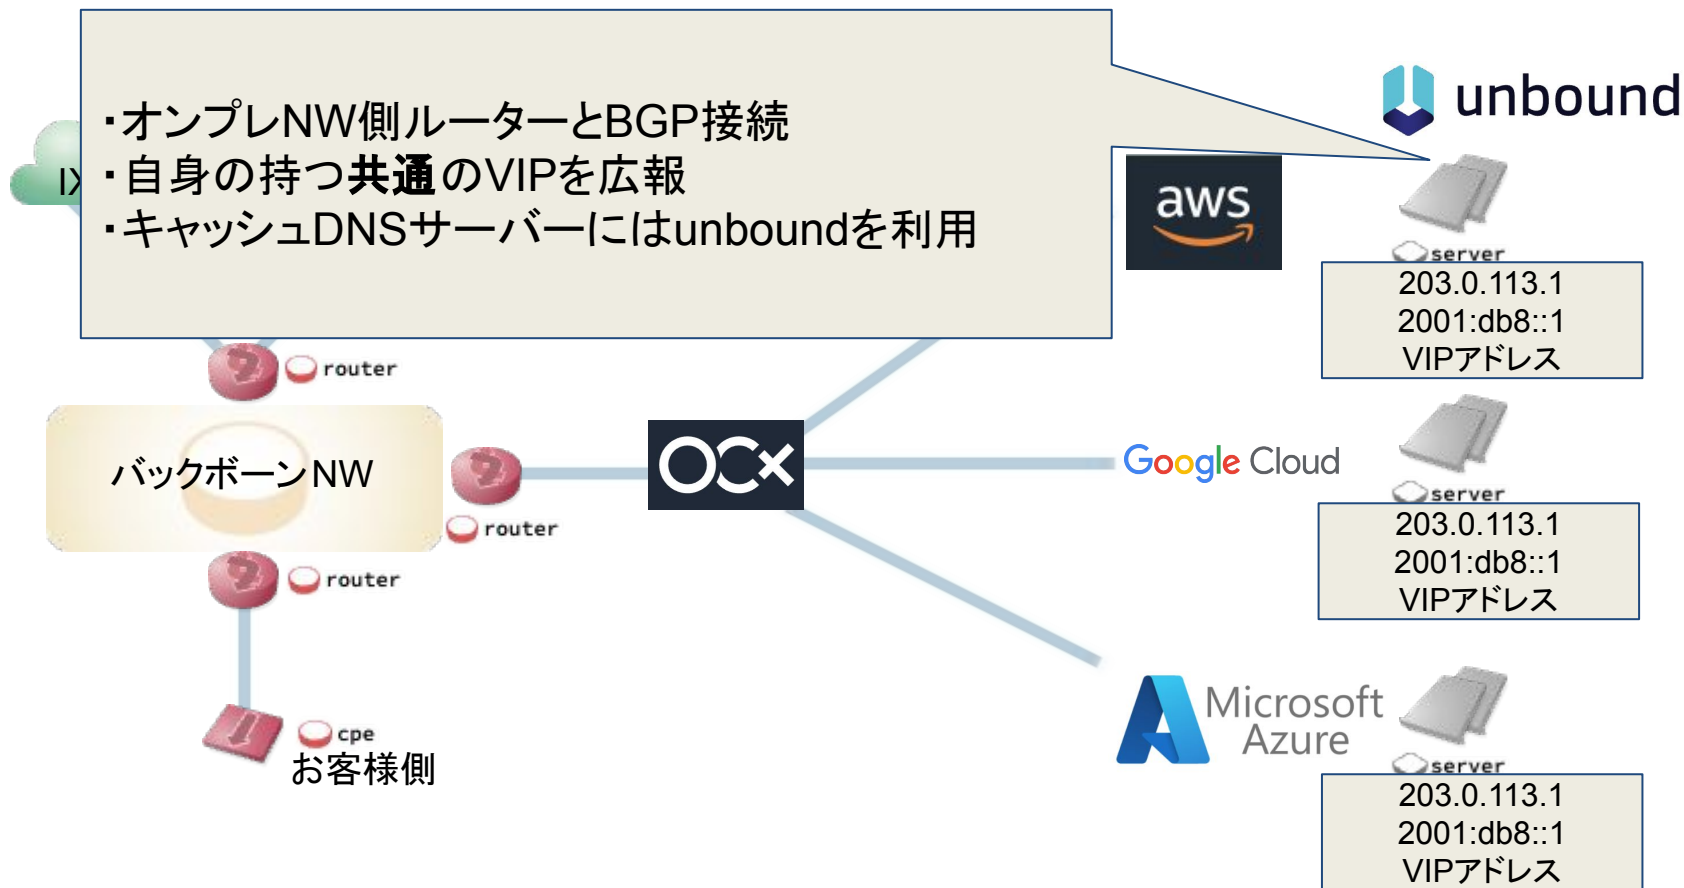 ・オンプレNW側ルーターとBGP接続
・自身の持つ共通のVIPを広報
・キャッシュDNSサーバーにはunboundを利用
unbound
IX
aws
server
203.0.113.1
2001:db8::1
VIPアドレス
router
バックボーンNW
router
OCX
Google Cloud
server
203.0.113.1
2001:db8::1
VIPアドレス
router
cpe
お客様側
Microsoft
Azure
server
203.0.113.1
2001:db8::1
VIPアドレス